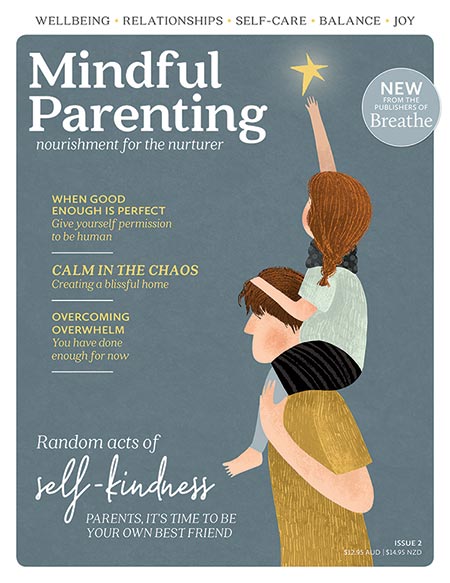 WELLBEING • RELATIONSHIPS • SELF-CARE • BALANCE • JOY
Mindful
Parenting
nourishment for the nurturer
NEW
FROM THE
PUBLISHERS OF
Breathe
WHEN GOOD
ENOUGH IS PERFECT
Give yourself permission
to be human
CALM IN THE CHAOS
Creating a blissful home
OVERCOMING
OVERWHELM
You have done
enough for now
Random acts of
self-kindness
PARENTS, IT'S TIME TO BE
YOUR OWN BEST FRIEND
ISSUE 2
$12.95 AUD | $14.95 NZD